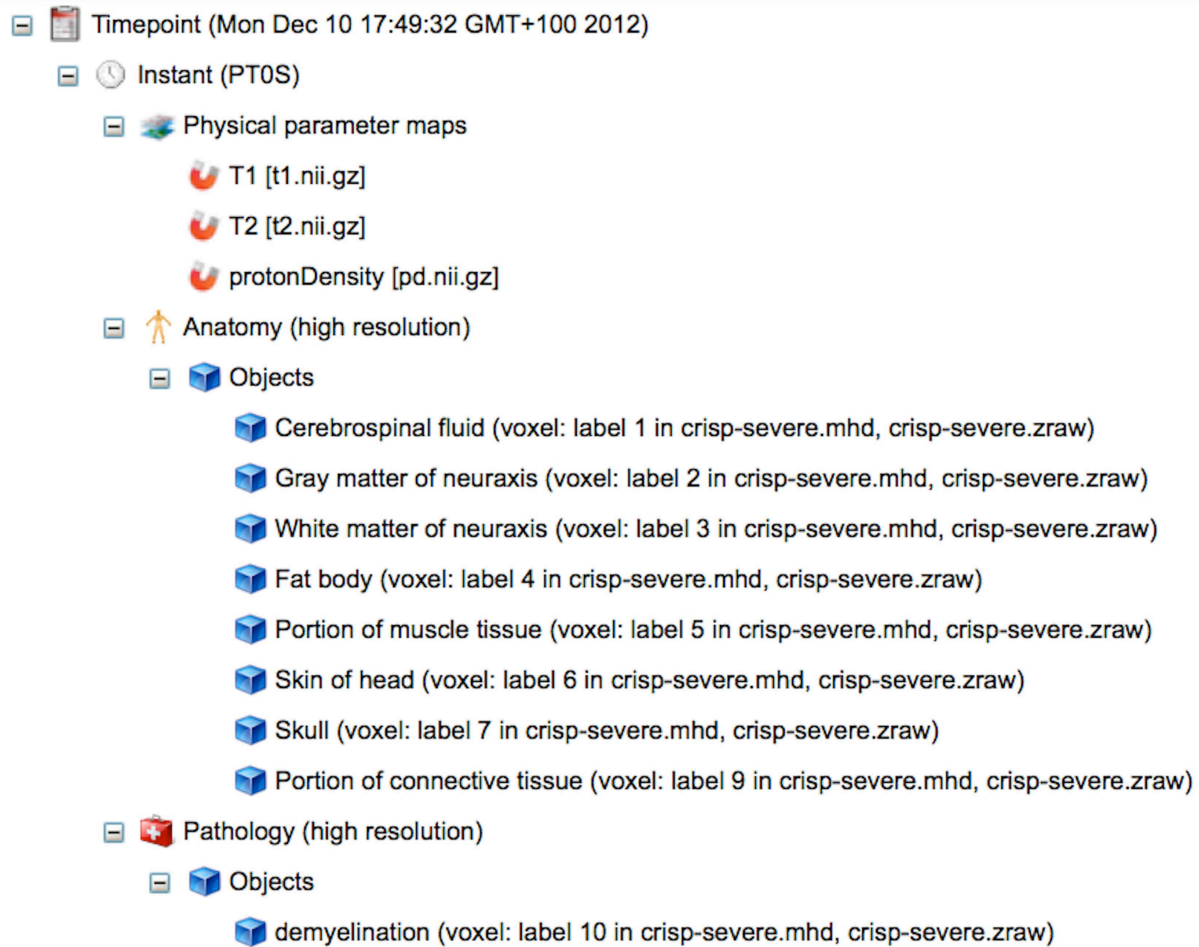 Timepoint (Mon Dec 10 17:49:32 GMT+100 2012)
Instant (PT0S)
Physical parameter maps
T1 [t1.nii.gz]
T2 [t2.nii.gz]
protonDensity [pd.nii.gz]
Anatomy (high resolution)
Objects
Cerebrospinal fluid (voxel: label 1 in crisp-severe.mhd, crisp-severe.zraw)
Gray matter of neuraxis (voxel: label 2 in crisp-severe.mhd, crisp-severe.zraw)
White matter of neuraxis (voxel: label 3 in crisp-severe.mhd, crisp-severe.zraw)
Fat body (voxel: label 4 in crisp-severe.mhd, crisp-severe.zraw)
Portion of muscle tissue (voxel: label 5 in crisp-severe.mhd, crisp-severe.zraw)
Skin of head (voxel: label 6 in crisp-severe.mhd, crisp-severe.zraw)
Skull (voxel: label 7 in crisp-severe.mhd, crisp-severe.zraw)
Portion of connective tissue (voxel: label 9 in crisp-severe.mhd, crisp-severe.zraw)
Pathology (high resolution)
Objects
demyelination (voxel: label 10 in crisp-severe.mhd, crisp-severe.zraw)